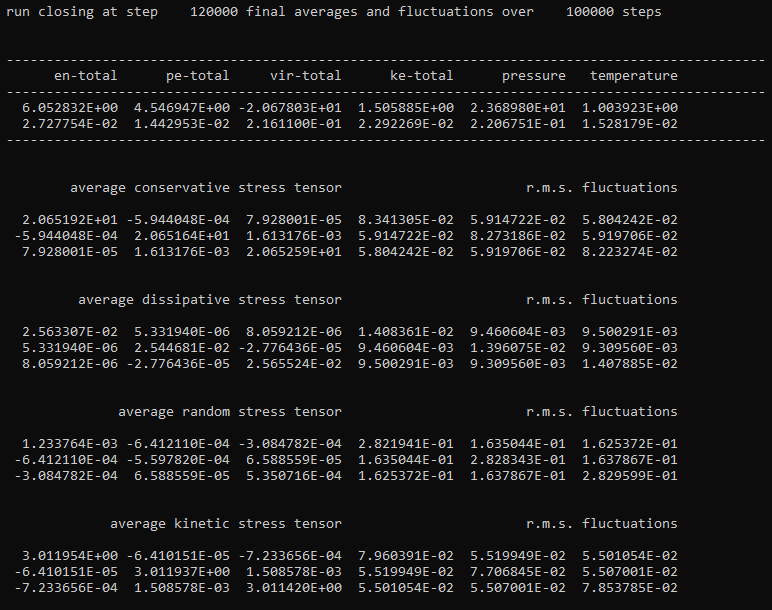 run closing at step    120000 final averages and fluctuations over    100000 steps
------------------------------------------------------------------------------------------------
      en-total      pe-total     vir-total      ke-total      pressure   temperature
------------------------------------------------------------------------------------------------
  6.052832E+00  4.546947E+00 -2.067803E+01  1.505885E+00  2.368980E+01  1.003923E+00
  2.727754E-02  1.442953E-02  2.161100E-01  2.292269E-02  2.206751E-01  1.528179E-02
------------------------------------------------------------------------------------------------
        average conservative stress tensor                       r.m.s. fluctuations
  2.065192E+01 -5.944048E-04  7.928001E-05  8.341305E-02  5.914722E-02  5.804242E-02
 -5.944048E-04  2.065164E+01  1.613176E-03  5.914722E-02  8.273186E-02  5.919706E-02
  7.928001E-05  1.613176E-03  2.065259E+01  5.804242E-02  5.919706E-02  8.223274E-02
         average dissipative stress tensor                       r.m.s. fluctuations
  2.563307E-02  5.331940E-06  8.059212E-06  1.408361E-02  9.460604E-03  9.500291E-03
  5.331940E-06  2.544681E-02 -2.776436E-05  9.460604E-03  1.396075E-02  9.309560E-03
  8.059212E-06 -2.776436E-05  2.565524E-02  9.500291E-03  9.309560E-03  1.407885E-02
              average random stress tensor                       r.m.s. fluctuations
  1.233764E-03 -6.412110E-04 -3.084782E-04  2.821941E-01  1.635044E-01  1.625372E-01
 -6.412110E-04 -5.597820E-04  6.588559E-05  1.635044E-01  2.828343E-01  1.637867E-01
 -3.084782E-04  6.588559E-05  5.350716E-04  1.625372E-01  1.637867E-01  2.829599E-01
             average kinetic stress tensor                       r.m.s. fluctuations
  3.011954E+00 -6.410151E-05 -7.233656E-04  7.960391E-02  5.519949E-02  5.501054E-02
 -6.410151E-05  3.011937E+00  1.508578E-03  5.519949E-02  7.706845E-02  5.507001E-02
 -7.233656E-04  1.508578E-03  3.011420E+00  5.501054E-02  5.507001E-02  7.853785E-02